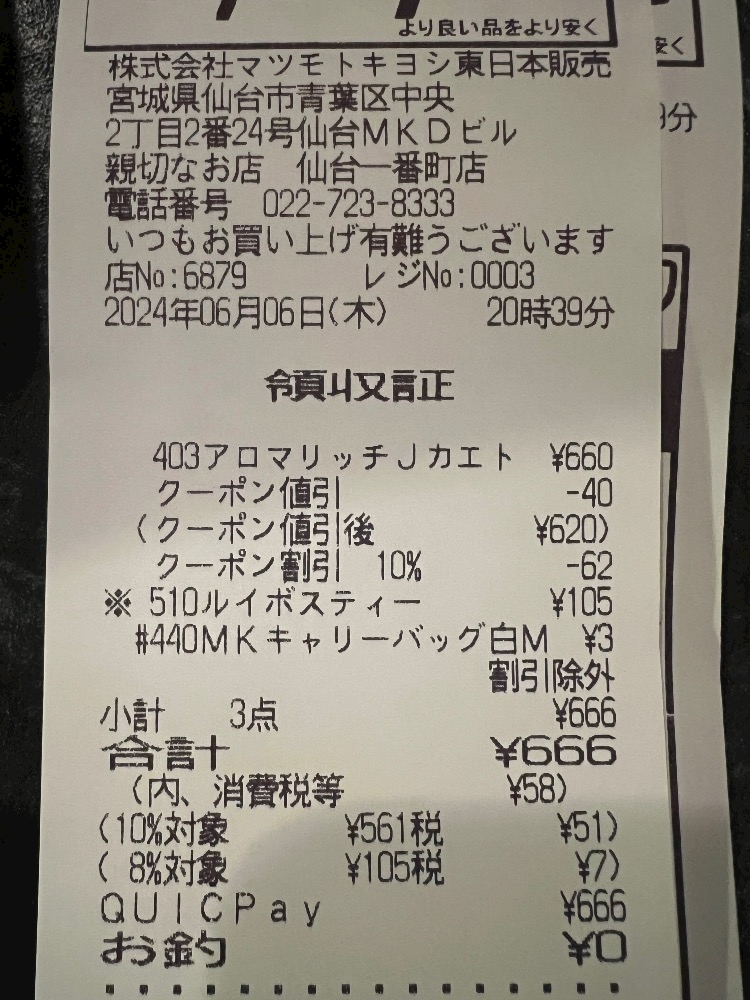 より良い品をより安く
安く
株式会社マツモトキヨシ東日本販売
宮城県仙台市青葉区中央
9分
2丁目2番24号仙台MKDビル
親切なお店 仙台一番町店
電話番号 022-723-8333
いつもお買い上げ有難うございます
店No:6879 レジNo:0003
2024年06月06日(木) 20時39分
領収証
403アロマリッチJカエト ¥660
クーポン値引 -40
(クーポン値引後 ¥620)
クーポン割引 10% -62
※ 510ルイボスティー ¥105
#440MKキャリーバッグ白M ¥3
割引除外
小計 3点 ¥666
合計 ¥666
(内、消費税等 ¥58)
(10%対象 ¥561税 ¥51)
( 8%対象 ¥105税 ¥7)
QUICPay ¥666
お釣 ¥0